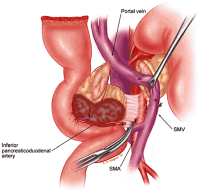 Portal vein
Inferior
pancreaticoduodenal
artery
SMV
SMA